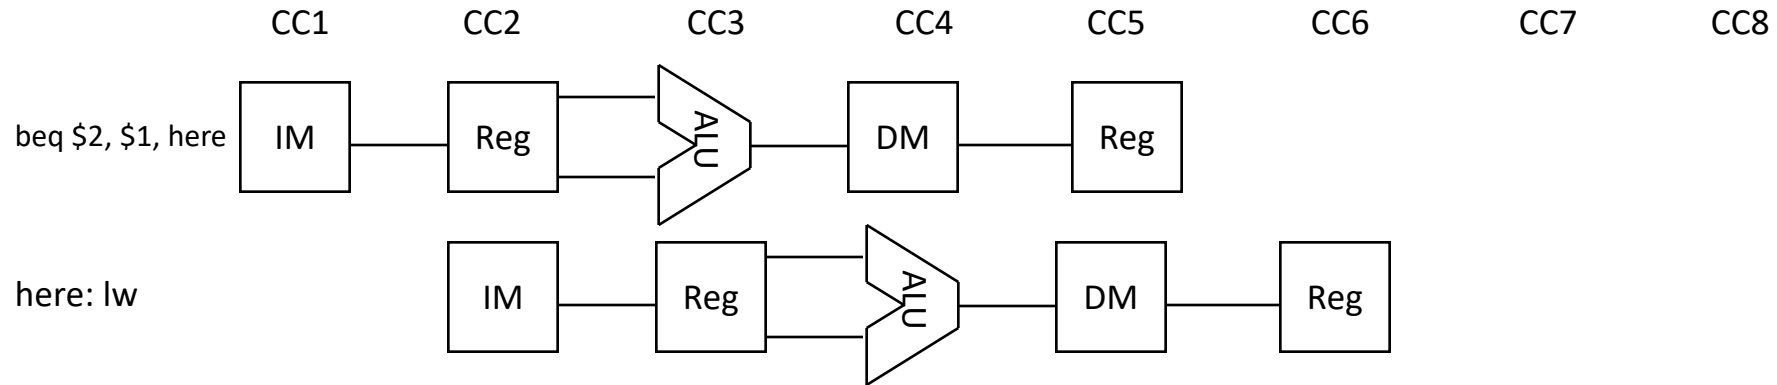 CC1 CC2 CC3 CC4 CC5 CC6 CC7 CC8
beq $2, $1, here IM Reg ALU DM Reg
here: lw IM Reg ALU DM Reg